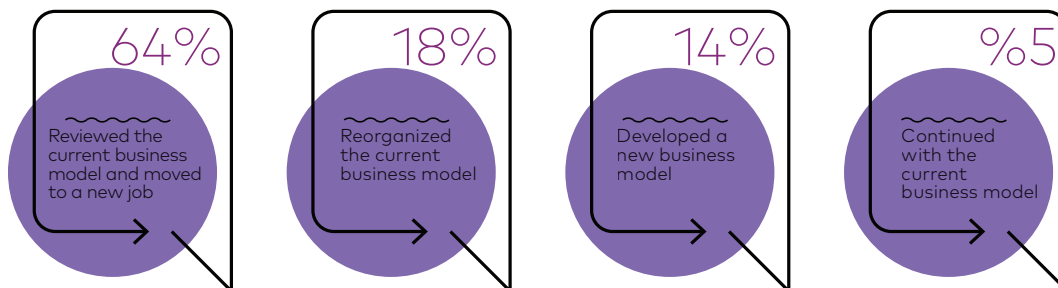 64%
Reviewed the
current business
model and moved
to a new job
18%
Reorganized
the current
business model
14%
Developed a
new business
model
%5
Continued
with the
current
business model